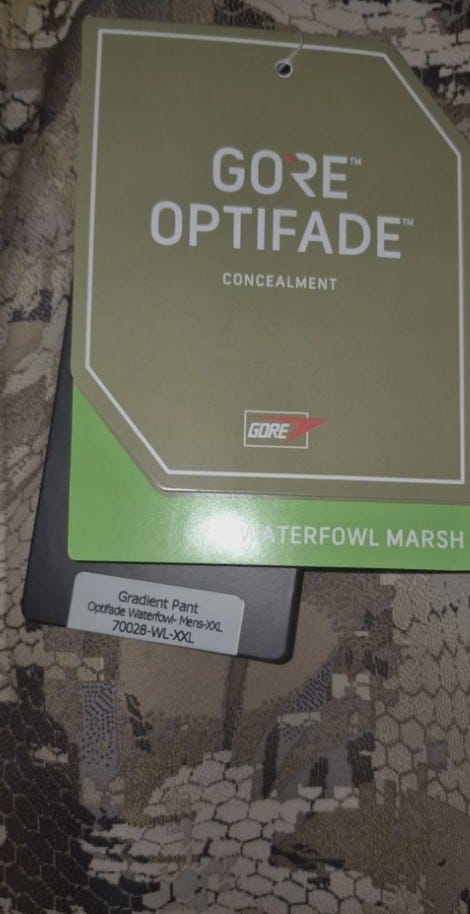 GORE™
OPTIFADE™
CONCEALMENT
GORE
WATERFOWL MARSH
Gradient Pant
Optifade Waterfowl- Mens-XXL
70028-WL-XXL